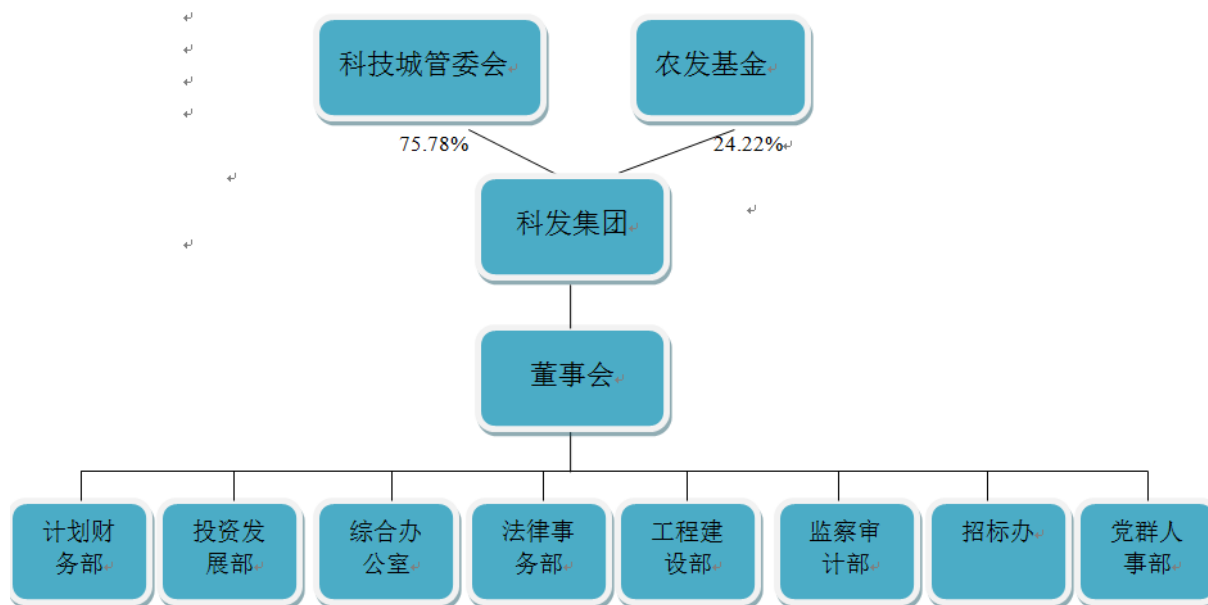 科技城管委会
农发基金
75.78%
24.22%
科发集团
董事会
计划财
务部
投资发
展部
综合办
公室
法律事
务部
工程建
设部
监察审
计部
招标办
党群人
事部